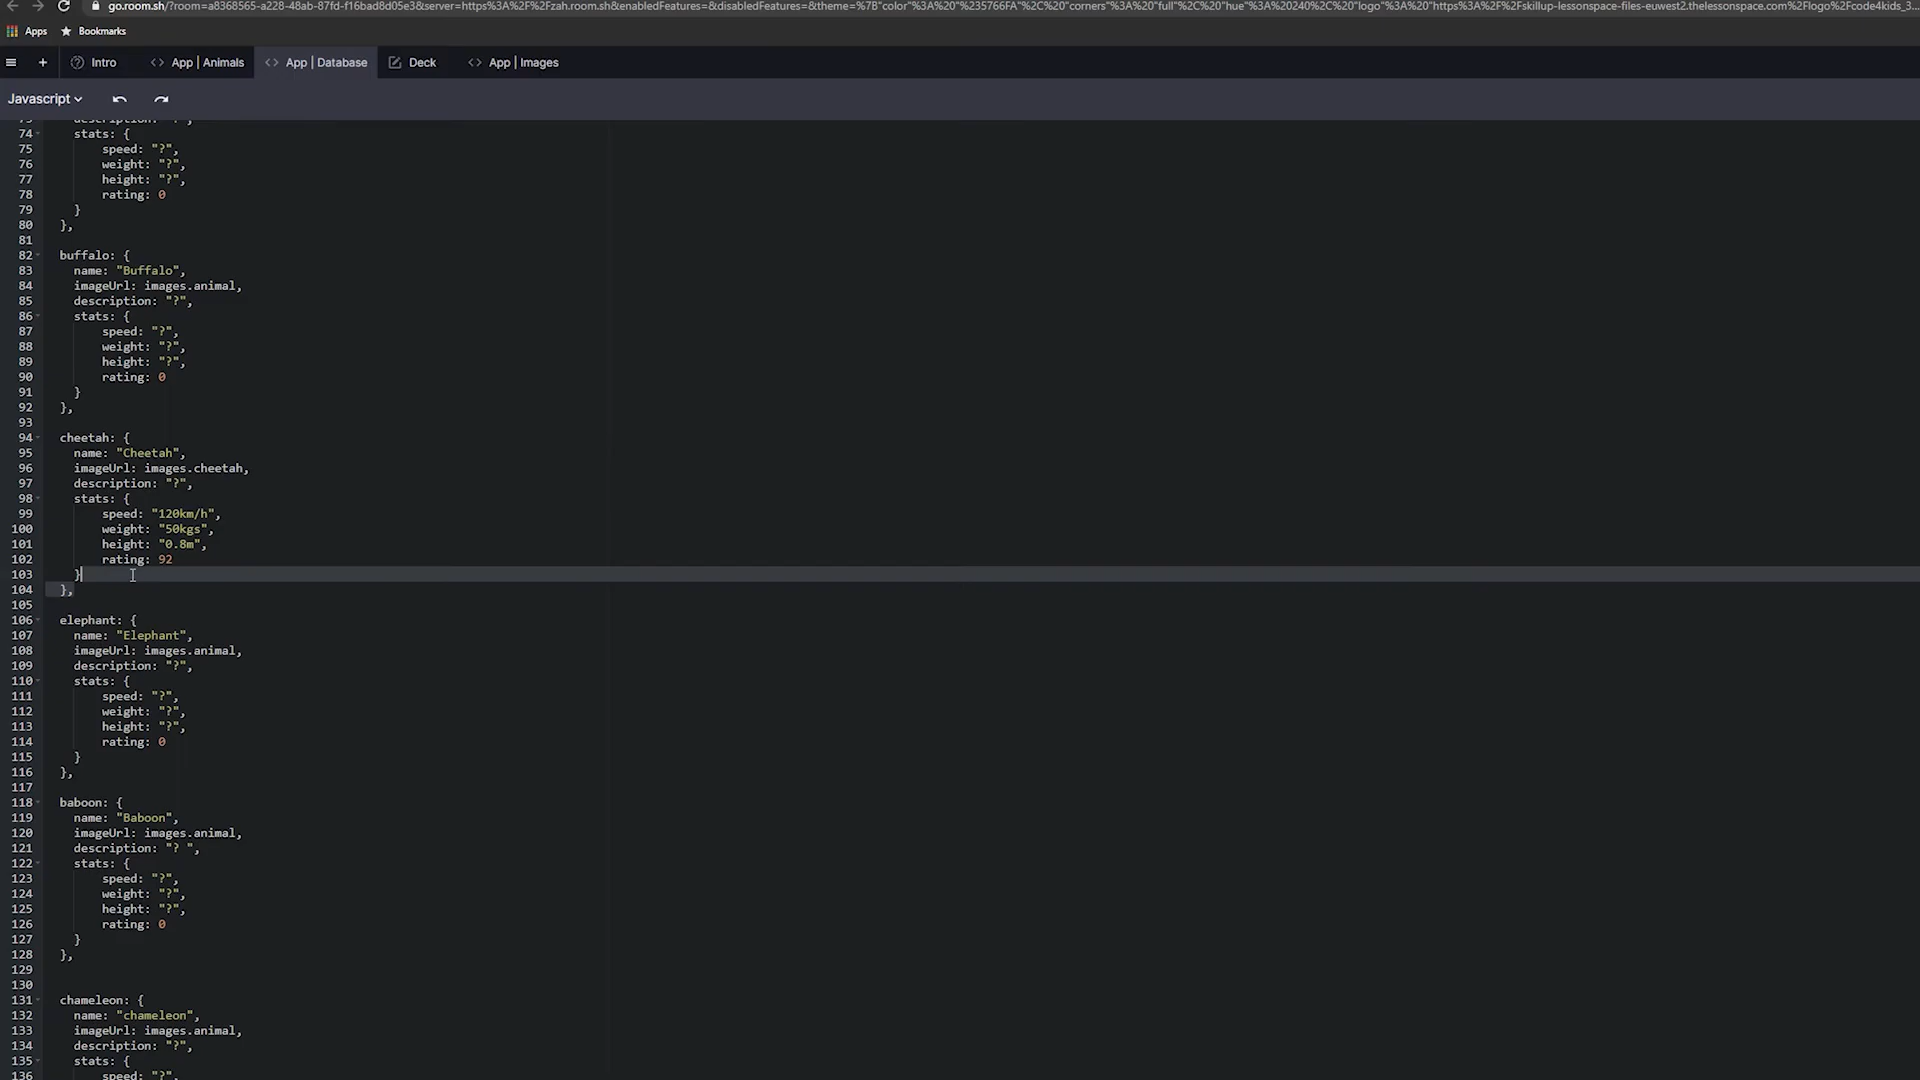 go.room.sh/?room=a8368565-a228-48ab-87fd-f16bad8d05e3&server=https%3A%2F%2Fzah.room.sh&enabledFeatures=&disabledFeatures=&theme=%7B"color"%3A%20"%235766FA"%2C%20"corners"%3A%20"full"%2C%20"hue"%3A%20240%2C%20"logo"%3A%20"https%3A%2F%2Fskillup-lessonspace-files-euwest2.thelessonspace.com%2Flogo%2Fcode4kids_3...
Apps Bookmarks
+ Intro <> App | Animals <> App | Database Deck <> App | Images
Javascript
73 description: "?",
74 stats: {
75 speed: "?",
76 weight: "?",
77 height: "?",
78 rating: 0
79 }
80 },
81
82 buffalo: {
83 name: "Buffalo",
84 imageUrl: images.animal,
85 description: "?",
86 stats: {
87 speed: "?",
88 weight: "?",
89 height: "?",
90 rating: 0
91 }
92 },
93
94 cheetah: {
95 name: "Cheetah",
96 imageUrl: images.cheetah,
97 description: "?",
98 stats: {
99 speed: "120km/h",
100 weight: "50kgs",
101 height: "0.8m",
102 rating: 92
103 }
104 },
105
106 elephant: {
107 name: "Elephant",
108 imageUrl: images.animal,
109 description: "?",
110 stats: {
111 speed: "?",
112 weight: "?",
113 height: "?",
114 rating: 0
115 }
116 },
117
118 baboon: {
119 name: "Baboon",
120 imageUrl: images.animal,
121 description: "? ",
122 stats: {
123 speed: "?",
124 weight: "?",
125 height: "?",
126 rating: 0
127 }
128 },
129
130
131 chameleon: {
132 name: "chameleon",
133 imageUrl: images.animal,
134 description: "?",
135 stats: {
136 speed: "?",